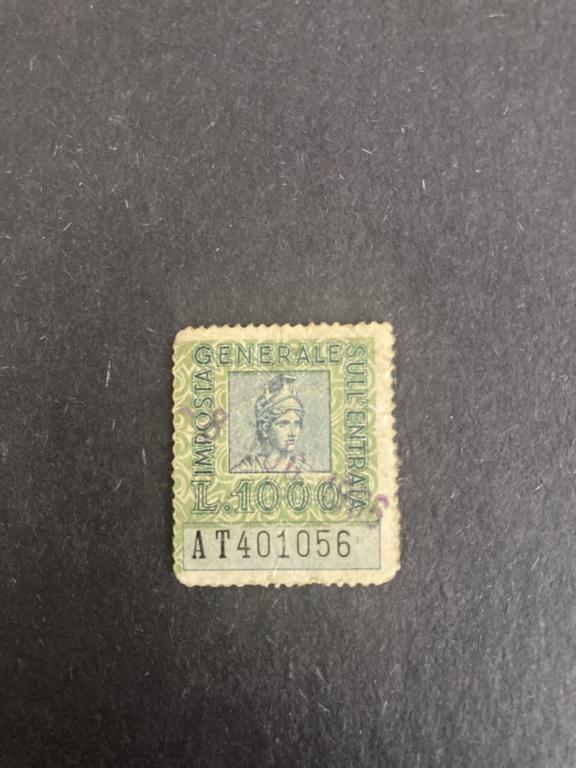 IMPOSTA
GENERALE
SULL'ENTRATA
L.1000
AT401056